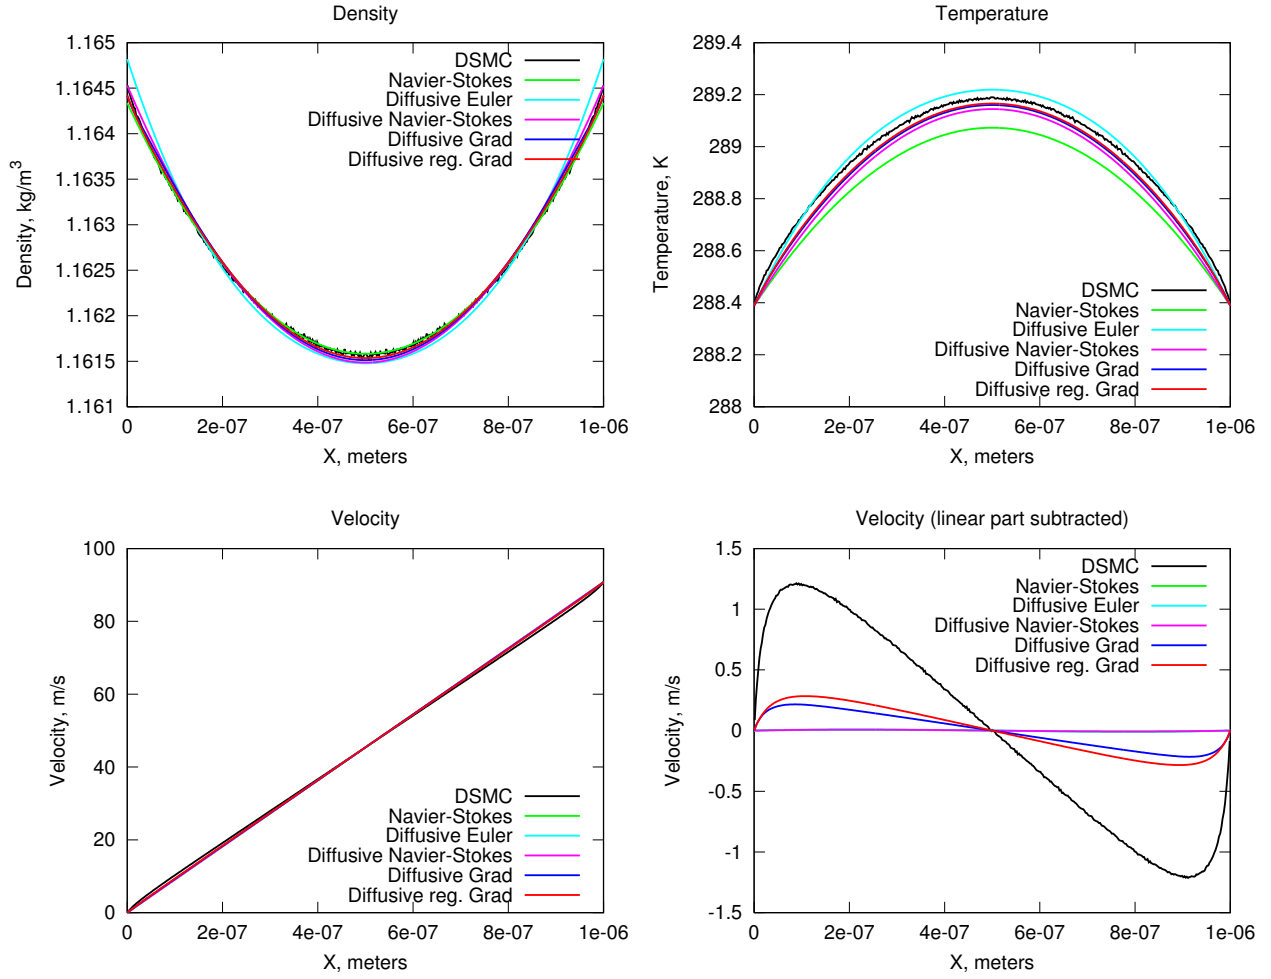 Density
1.165
1.1645
1.164
1.1635
1.163
1.1625
1.162
1.1615
1.161
Density, kg/m³
DSMC
Navier-Stokes
Diffusive Euler
Diffusive Navier-Stokes
Diffusive Grad
Diffusive reg. Grad
0 2e-07 4e-07 6e-07 8e-07 1e-06
X, meters
Temperature
289.4
289.2
289
288.8
288.6
288.4
288.2
288
Temperature, K
DSMC
Navier-Stokes
Diffusive Euler
Diffusive Navier-Stokes
Diffusive Grad
Diffusive reg. Grad
0 2e-07 4e-07 6e-07 8e-07 1e-06
X, meters
Velocity
100
80
60
40
20
0
Velocity, m/s
DSMC
Navier-Stokes
Diffusive Euler
Diffusive Navier-Stokes
Diffusive Grad
Diffusive reg. Grad
0 2e-07 4e-07 6e-07 8e-07 1e-06
X, meters
Velocity (linear part subtracted)
1.5
1
0.5
0
-0.5
-1
-1.5
Velocity, m/s
DSMC
Navier-Stokes
Diffusive Euler
Diffusive Navier-Stokes
Diffusive Grad
Diffusive reg. Grad
0 2e-07 4e-07 6e-07 8e-07 1e-06
X, meters